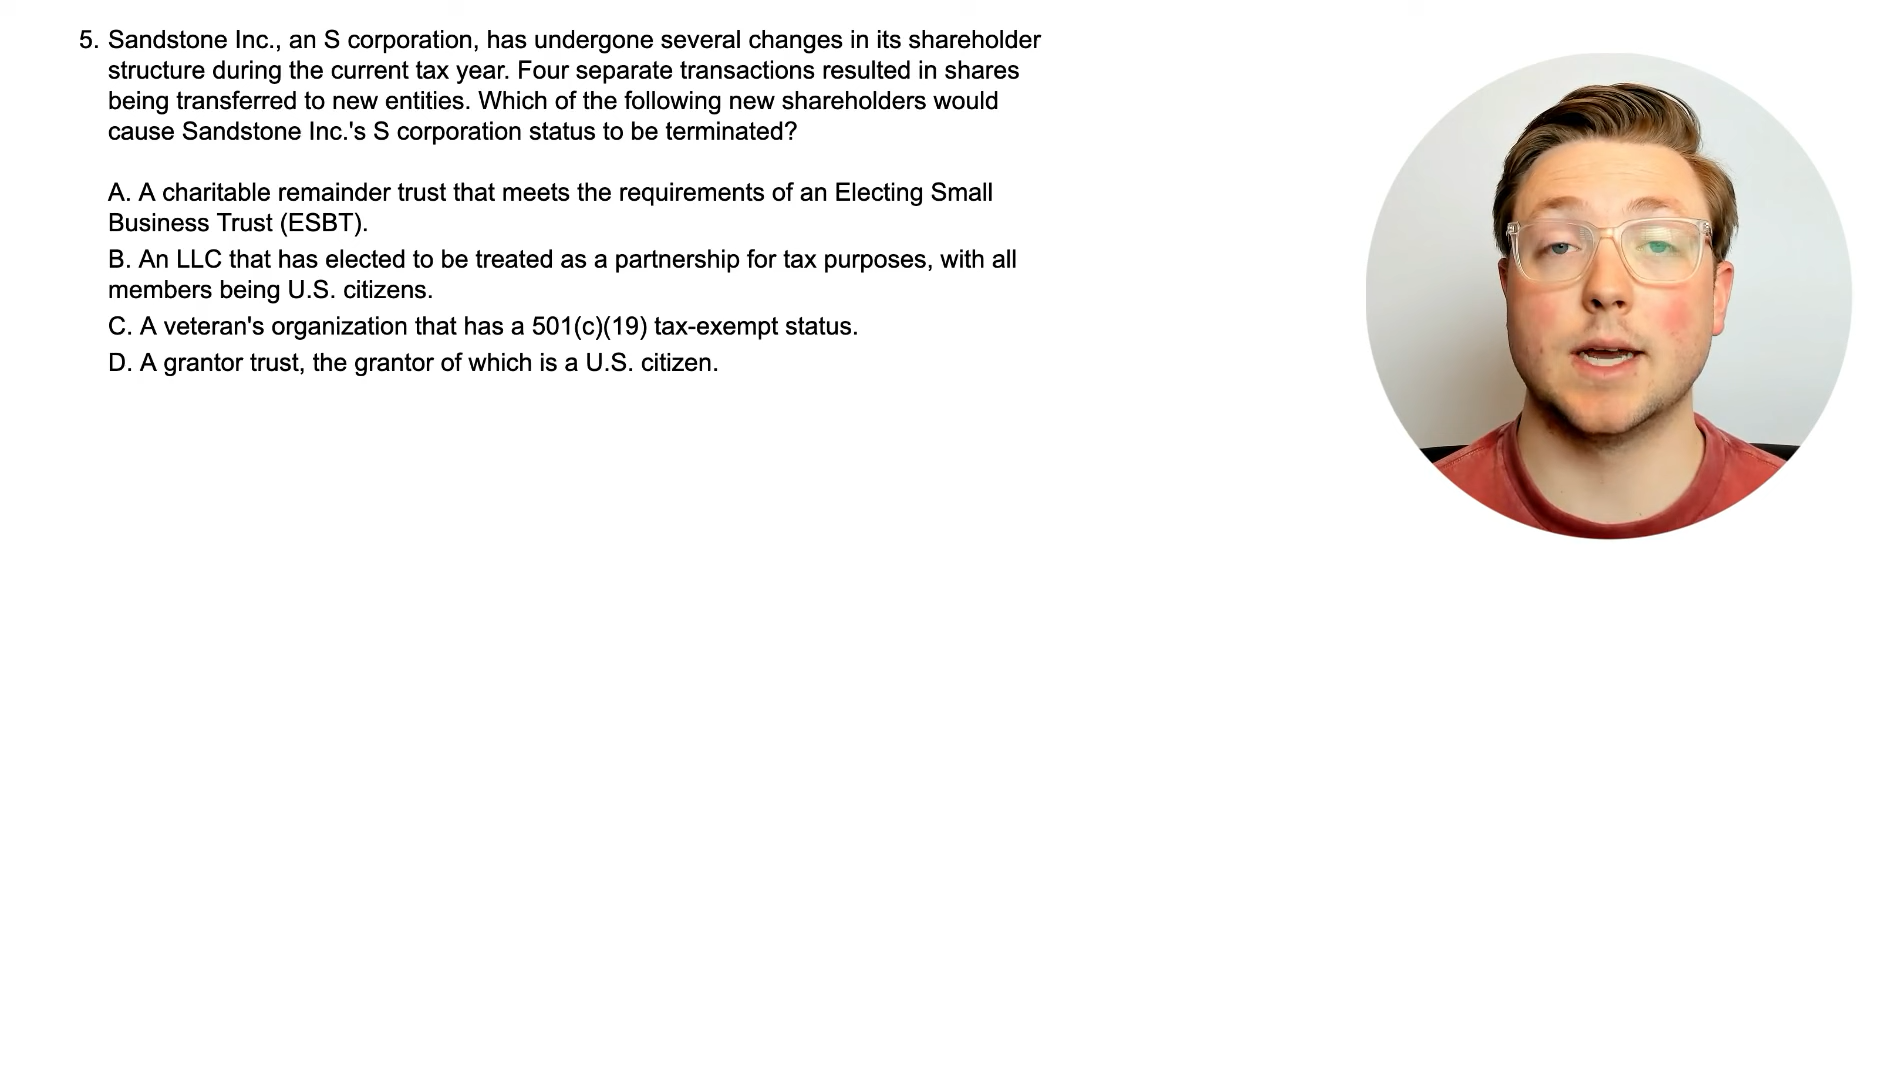 5. Sandstone Inc., an S corporation, has undergone several changes in its shareholder
structure during the current tax year. Four separate transactions resulted in shares
being transferred to new entities. Which of the following new shareholders would
cause Sandstone Inc.'s S corporation status to be terminated?
A. A charitable remainder trust that meets the requirements of an Electing Small
Business Trust (ESBT).
B. An LLC that has elected to be treated as a partnership for tax purposes, with all
members being U.S. citizens.
C. A veteran's organization that has a 501(c)(19) tax-exempt status.
D. A grantor trust, the grantor of which is a U.S. citizen.